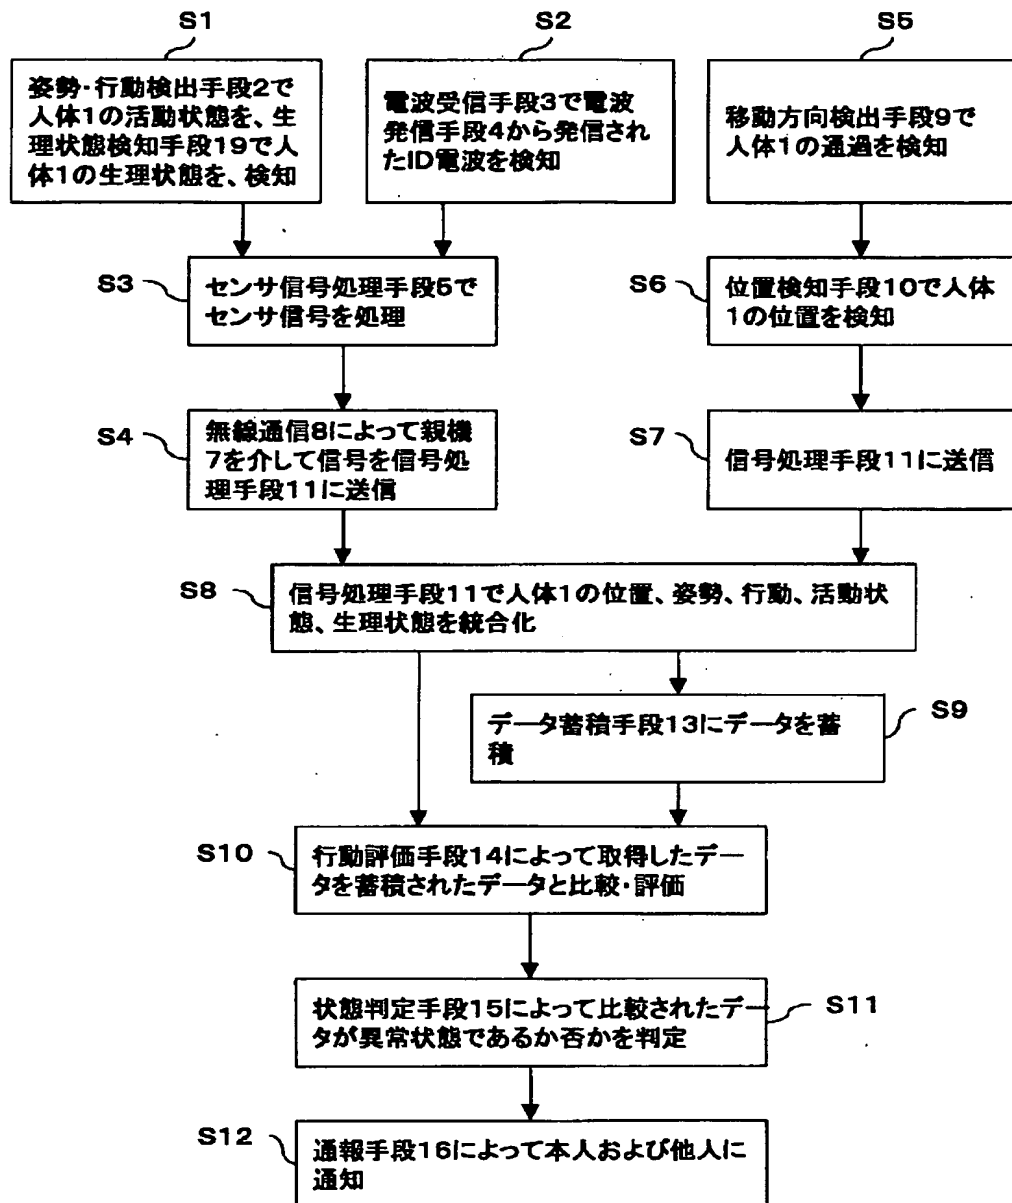 S1
姿勢・行動検出手段2で
人体1の活動状態を、生
理状態検知手段19で人
体1の生理状態を、検知
S2
電波受信手段3で電波
発信手段4から発信され
たID電波を検知
S5
移動方向検出手段9で
人体1の通過を検知
S3
センサ信号処理手段5で
センサ信号を処理
S6
位置検知手段10で人体
1の位置を検知
S4
無線通信8によって親機
7を介して信号を信号処
理手段11に送信
S7
信号処理手段11に送信
S8
信号処理手段11で人体1の位置、姿勢、行動、活動状
態、生理状態を統合化
S9
データ蓄積手段13にデータを蓄
積
S10
行動評価手段14によって取得したデー
タを蓄積されたデータと比較・評価
S11
状態判定手段15によって比較されたデー
タが異常状態であるか否かを判定
S12
通報手段16によって本人および他人に
通知